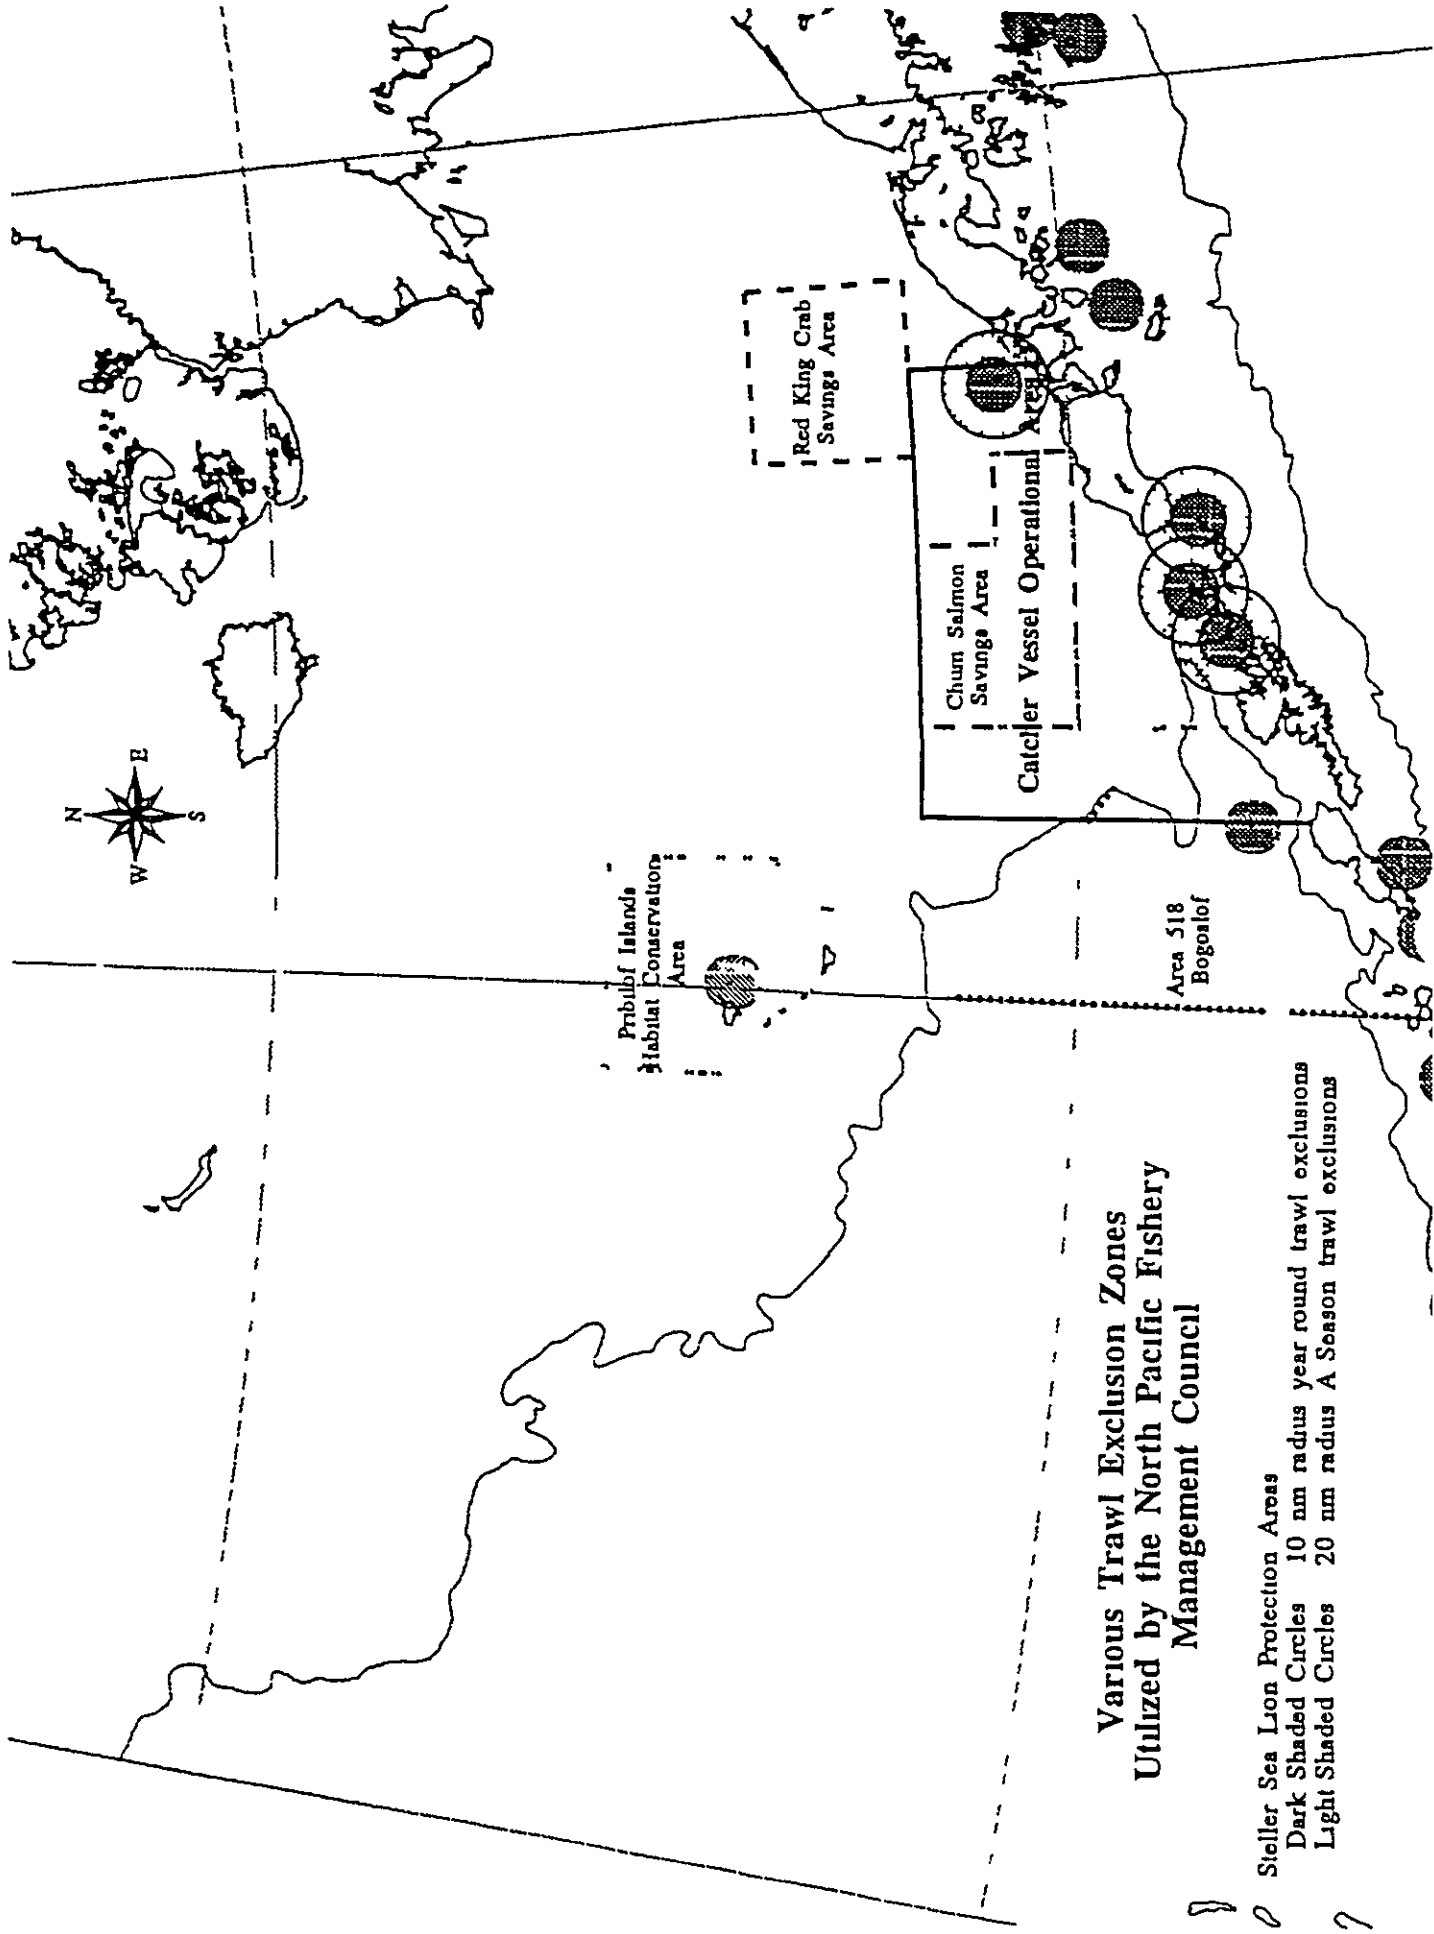 N
W
E
S
Pribilof Islands
Habitat Conservation
Area
Red King Crab
Savings Area
Chum Salmon
Savings Area
Catcher Vessel Operational Area
Area 518
Bogoslof
Various Trawl Exclusion Zones
Utilized by the North Pacific Fishery
Management Council
Steller Sea Lion Protection Areas
Dark Shaded Circles 10 nm radius year round trawl exclusions
Light Shaded Circles 20 nm radius A Season trawl exclusions